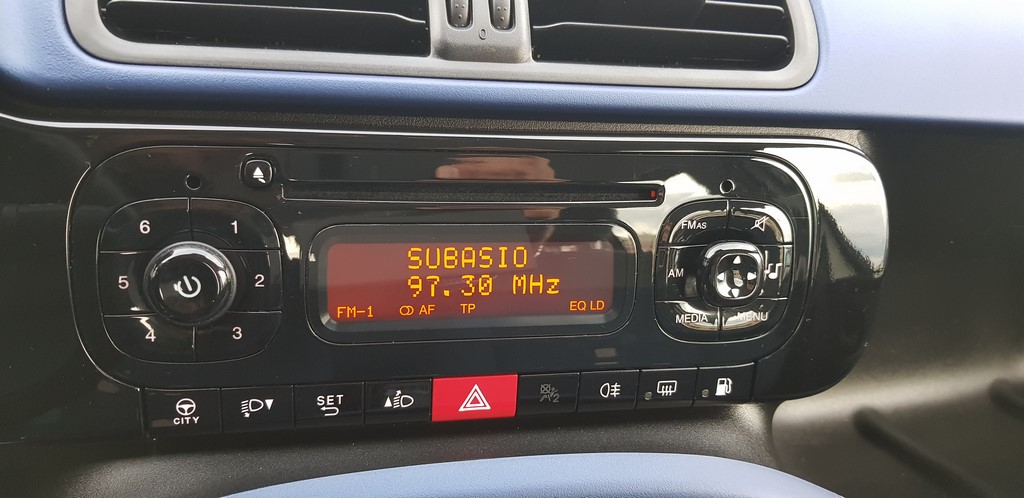 0
6 1
5 2
4 3
SUBASIO
97.30 MHz
FM-1 AF TP EQ LD
FMAS
AM
MEDIA MENU
CITY
SET